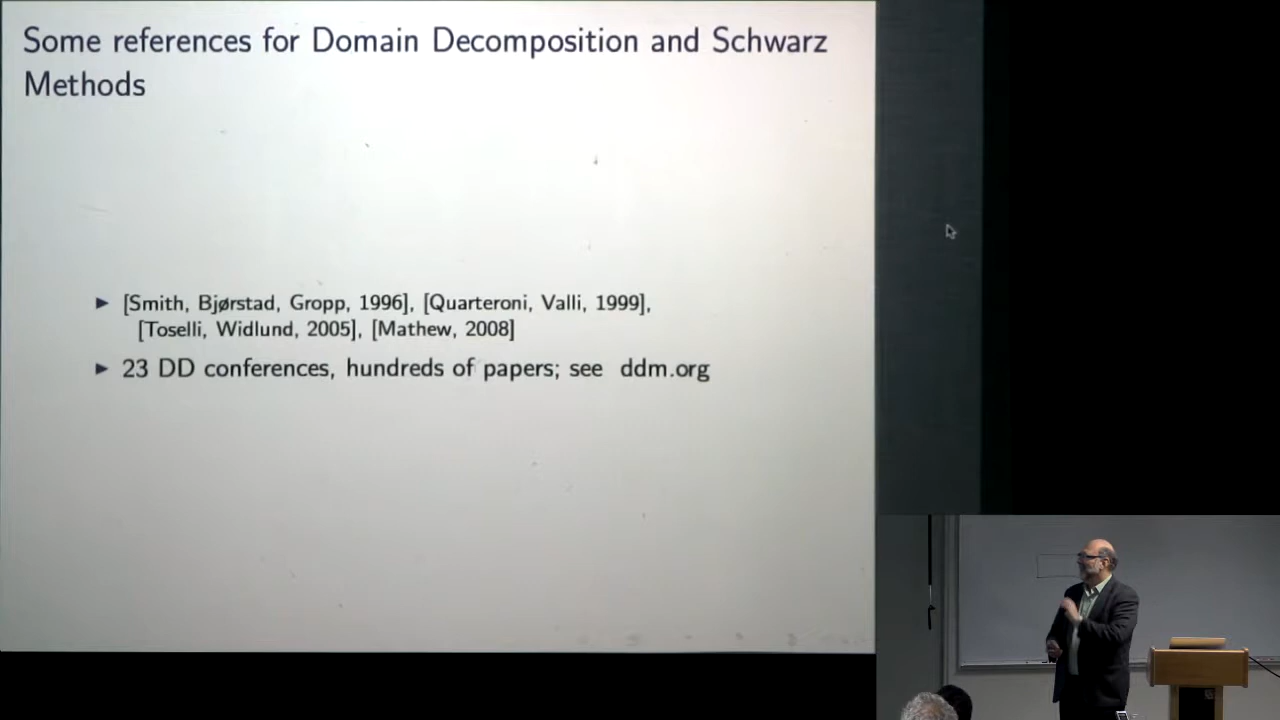 Some references for Domain Decomposition and Schwarz
Methods
► [Smith, Bjørstad, Gropp, 1996], [Quarteroni, Valli, 1999],
[Toselli, Widlund, 2005], [Mathew, 2008]
► 23 DD conferences, hundreds of papers; see ddm.org